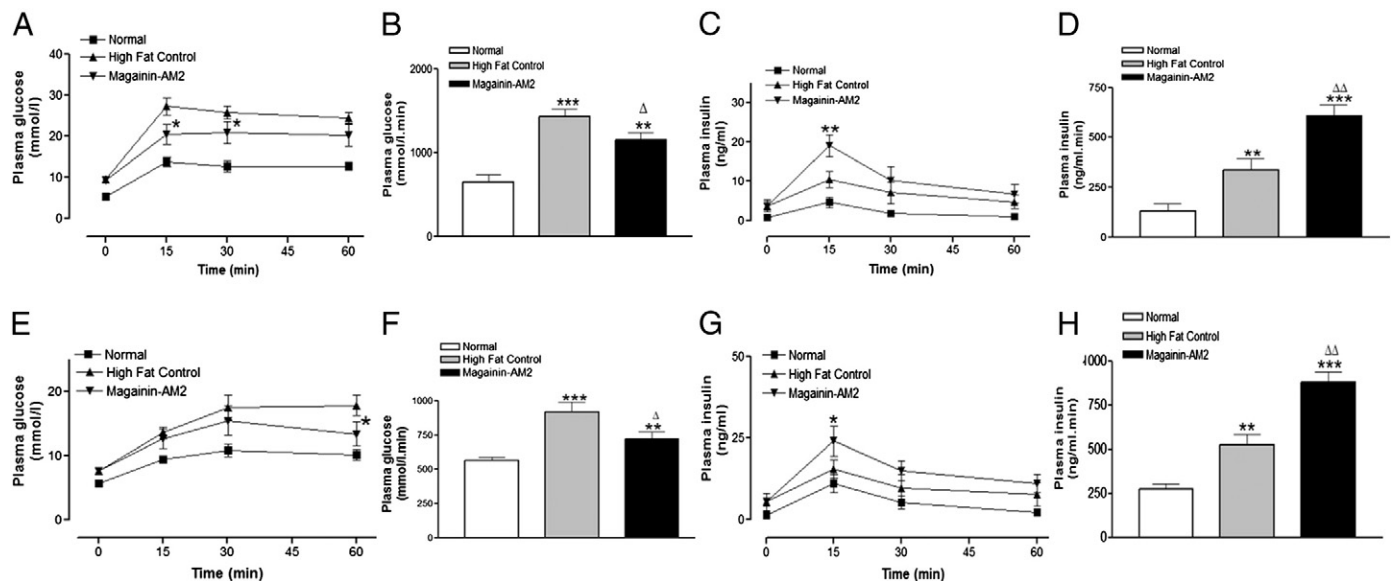 A
Normal
High Fat Control
Magainin-AM2
Plasma glucose
(mmol/l)
40
30
20
10
0
*
*
0
15
30
45
60
Time (min)
B
Normal
High Fat Control
Magainin-AM2
Plasma glucose
(mmol/l.min)
2000
1000
0
***
Δ
**
C
Normal
High Fat Control
Magainin-AM2
Plasma insulin
(ng/ml)
30
20
10
0
**
0
15
30
45
60
Time (min)
D
Normal
High Fat Control
Magainin-AM2
Plasma insulin
(ng/ml.min)
750
500
250
0
**
ΔΔ
***
E
Normal
High Fat Control
Magainin-AM2
Plasma glucose
(mmol/l)
20
10
0
*
0
15
30
45
60
Time (min)
F
Normal
High Fat Control
Magainin-AM2
Plasma glucose
(mmol/l.min)
1000
750
500
250
0
***
Δ
**
G
Normal
High Fat Control
Magainin-AM2
Plasma insulin
(ng/ml)
50
25
0
*
0
15
30
45
60
Time (min)
H
Normal
High Fat Control
Magainin-AM2
Plasma insulin
(ng/ml.min)
1000
750
500
250
0
**
ΔΔ
***